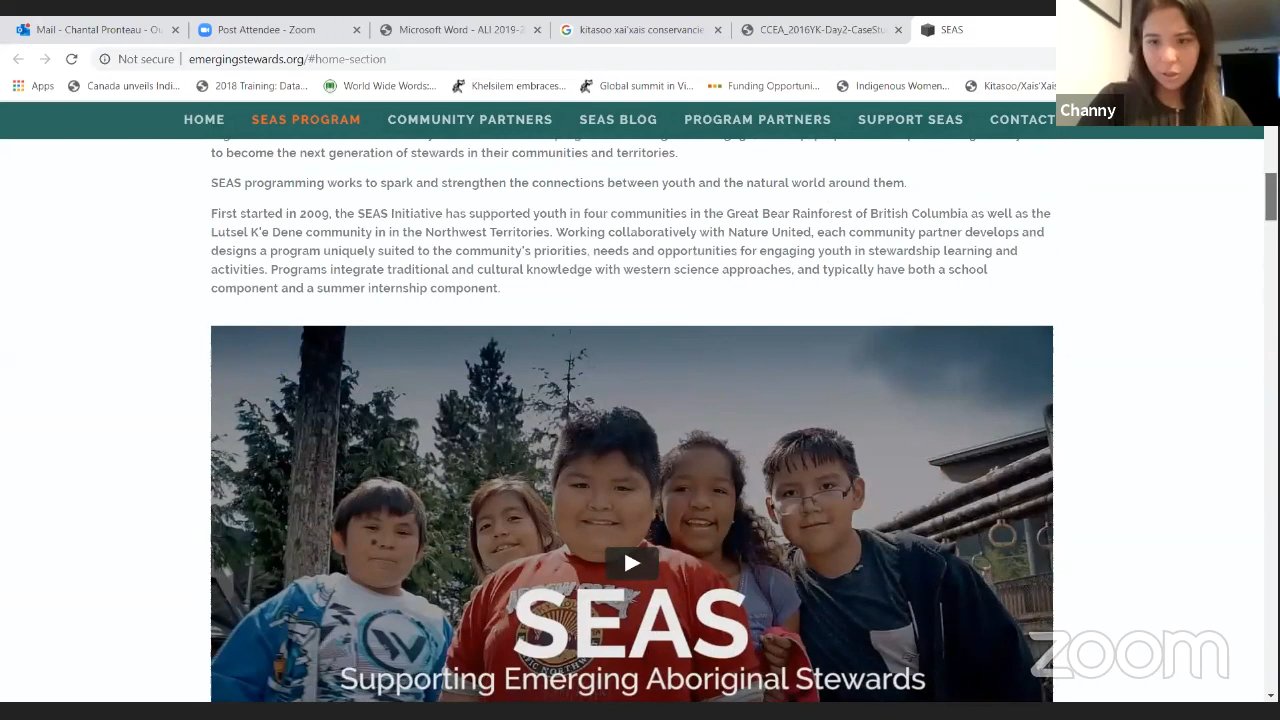 Mail - Chantal Pronteau - Ou
Post Attendee - Zoom
Microsoft Word - ALI 2019-2
kitasoo xai'xais conservancie
CCEA_2016YK-Day2-CaseStu
SEAS
Not secure
emergingstewards.org/#home-section
Apps
Canada unveils Indi...
2018 Training: Data...
World Wide Words:...
Khelsilem embraces...
Global summit in Vi...
Funding Opportuni...
Indigenous Women...
Kitasoo/Xais'Xais
Channy
HOME
SEAS PROGRAM
COMMUNITY PARTNERS
SEAS BLOG
PROGRAM PARTNERS
SUPPORT SEAS
CONTACT
to become the next generation of stewards in their communities and territories.
SEAS programming works to spark and strengthen the connections between youth and the natural world around them.
First started in 2009, the SEAS Initiative has supported youth in four communities in the Great Bear Rainforest of British Columbia as well as the
Lutsel K'e Dene community in in the Northwest Territories. Working collaboratively with Nature United, each community partner develops and
designs a program uniquely suited to the community's priorities, needs and opportunities for engaging youth in stewardship learning and
activities. Programs integrate traditional and cultural knowledge with western science approaches, and typically have both a school
component and a summer internship component.
SEAS
Supporting Emerging Aboriginal Stewards
zoom